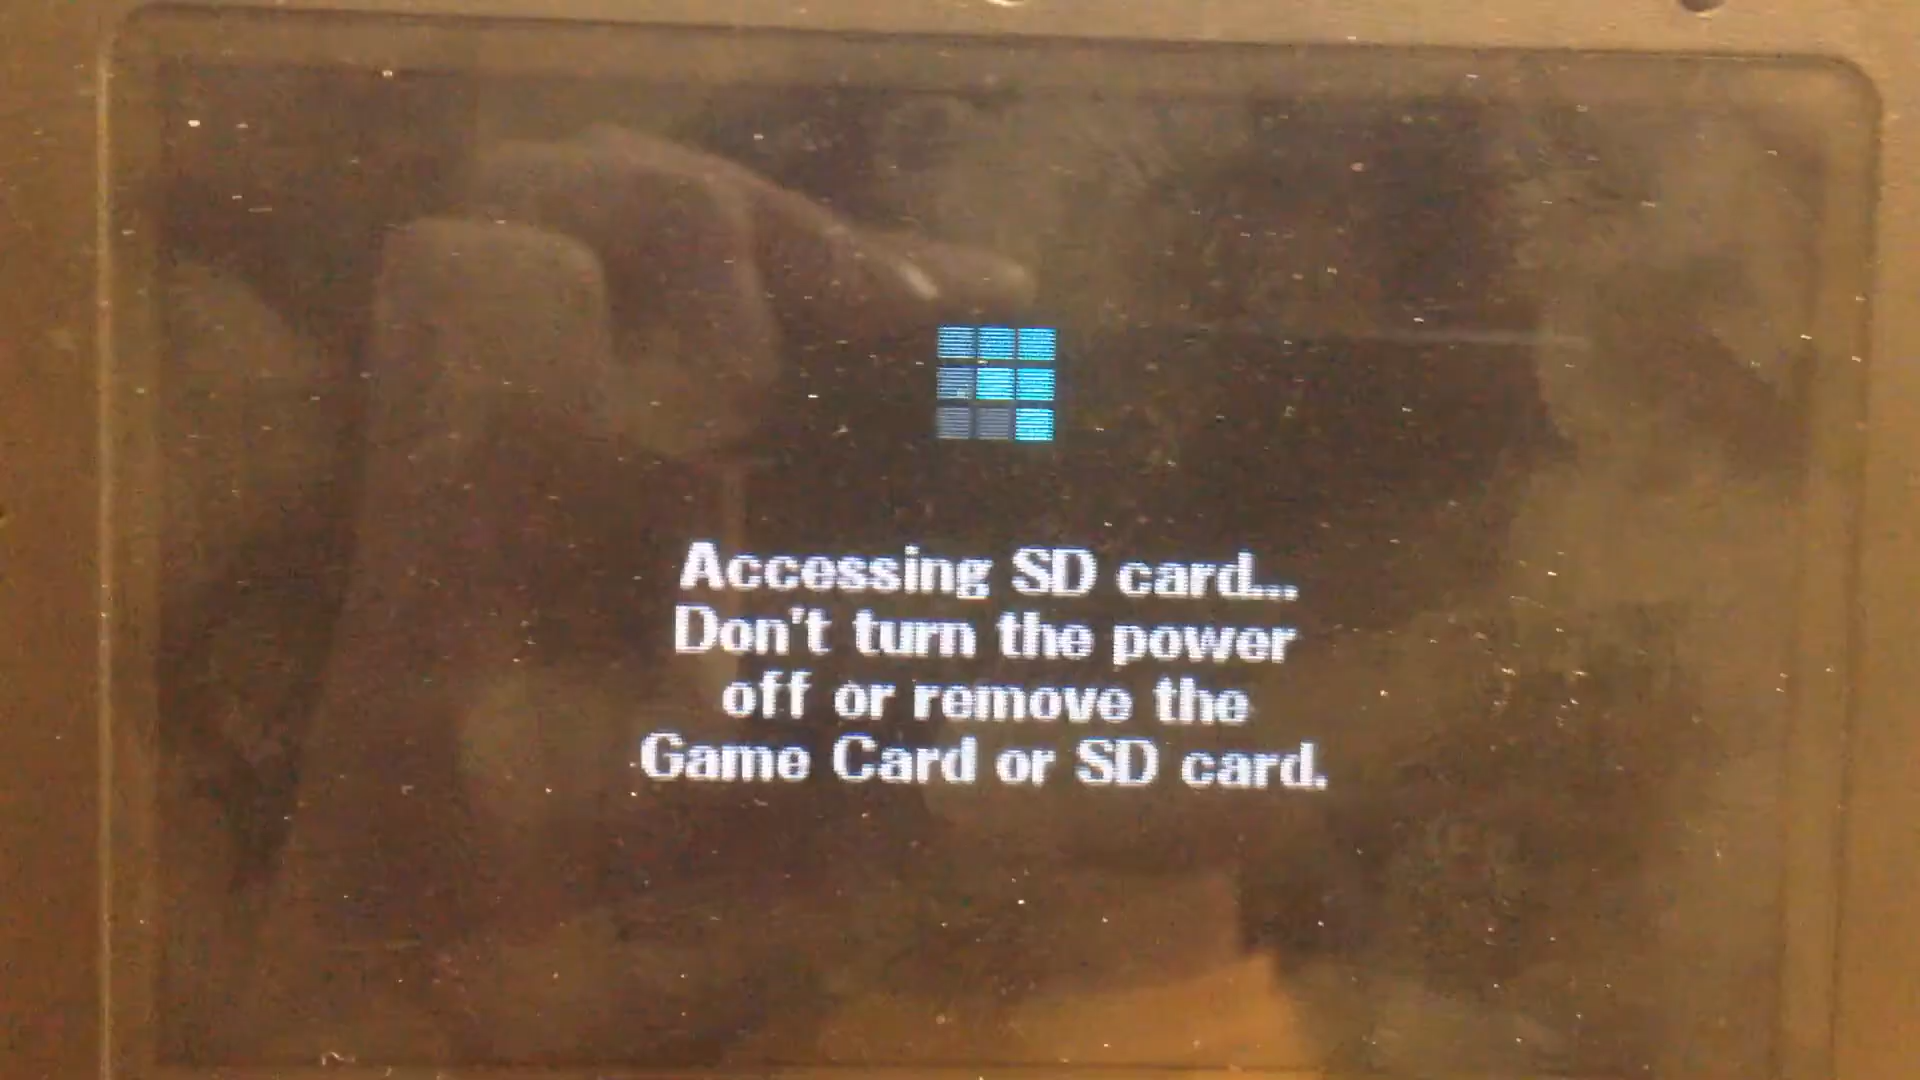 Accessing SD card...
Don't turn the power
off or remove the
Game Card or SD card.